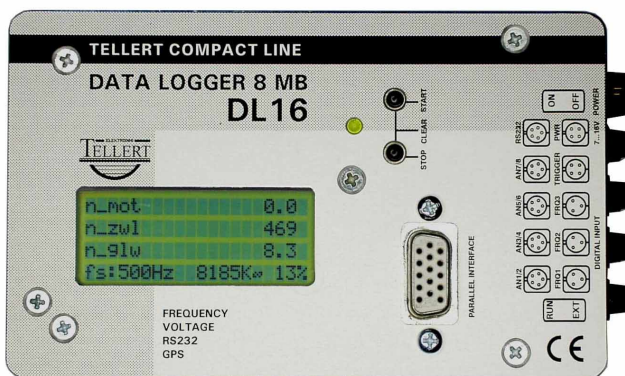 TELLERT COMPACT LINE
DATA LOGGER 8 MB
DL16
ELECTRONIK
TELLERT
n_mot 0.0
n_zwl 469
n_glw 8.3
fs:500Hz 8185K∞ 13%
FREQUENCY
VOLTAGE
RS232
GPS
START
CLEAR
STOP
PARALLEL INTERFACE
ON
OFF
POWER
RS232
PWR
7...16V
AN7/8
TRIGGER
AN5/6
FRQ3
AN3/4
FRQ2
AN1/2
FRQ1
DIGITAL INPUT
RUN
EXT
CE